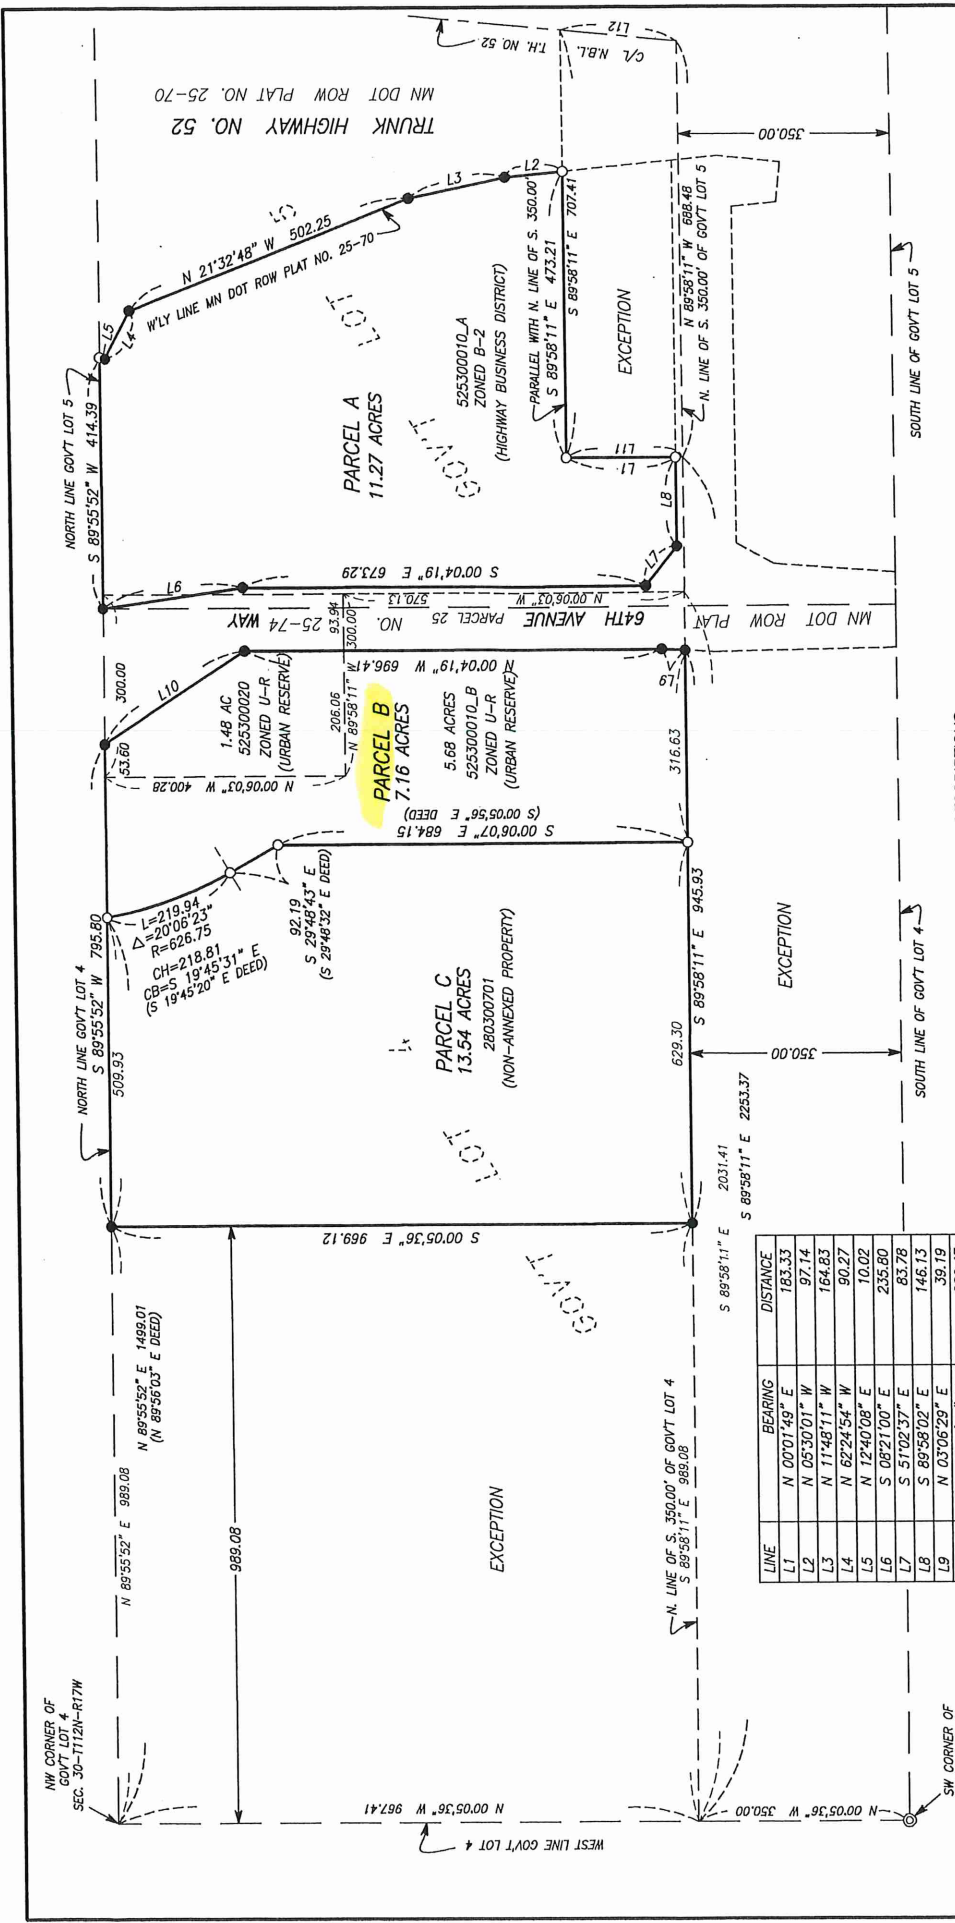 NW CORNER OF
GOV'T LOT 4
SEC. 30-T112N-R17W
N 89°55'52" E 989.08
N 89°55'52" E 1499.01
(N 89°56'03" E DEED)
989.08
WEST LINE GOV'T LOT 4
N 00°05'36" W 967.41
N 00°05'36" W 350.00
SW CORNER OF
EXCEPTION
GOV'T
LOT
4
N. LINE OF S. 350.00' OF GOV'T LOT 4
S 89°58'11" E 989.08
S 00°05'36" E 969.12
NORTH LINE GOV'T LOT 4
S 89°55'52" W 795.80
509.93
L=219.94
Δ=20°06'23"
R=626.75
CH=218.81
CB=S 19°45'31" E
(S 19°45'20" E DEED)
92.19
S 29°48'43" E
(S 29°48'32" E DEED)
PARCEL C
13.54 ACRES
280300701
(NON-ANNEXED PROPERTY)
S 00°06'07" E 684.15
(S 00°05'56" E DEED)
629.30
S 89°58'11" E 945.93
316.63
350.00
EXCEPTION
S 89°58'11" E 2031.41
S 89°58'11" E 2253.37
SOUTH LINE OF GOV'T LOT 4
53.60
300.00
L10
N 00°06'03" W 400.28
1.48 AC
525300020
ZONED U-R
(URBAN RESERVE)
206.06
93.94
N 89°58'11" W 300.00
PARCEL B
7.16 ACRES
5.68 ACRES
525300010_B
ZONED U-R
(URBAN RESERVE)
N 00°04'19" W 696.41
L9
MN DOT ROW PLAT NO. 25-74
64TH AVENUE WAY
PARCEL 25
N 00°06'03" W 570.13
S 00°04'19" E 673.29
L6
L7
L8
NORTH LINE GOV'T LOT 5
S 89°55'52" W 414.39
L5
L4
N 21°32'48" W 502.25
W'LY LINE MN DOT ROW PLAT NO. 25-70
L3
L2
GOV'T
LOT
5
PARCEL A
11.27 ACRES
525300010_A
ZONED B-2
(HIGHWAY BUSINESS DISTRICT)
PARALLEL WITH N. LINE OF S. 350.00'
S 89°58'11" E 473.21
S 89°58'11" E 707.41
L1
L11
EXCEPTION
N 89°58'11" W 688.48
N. LINE OF S. 350.00' OF GOV'T LOT 5
350.00
SOUTH LINE OF GOV'T LOT 5
TRUNK HIGHWAY NO. 52
MN DOT ROW PLAT NO. 25-70
C/L N.B.L. T.H. NO. 52
L12
LINE BEARING DISTANCE
L1 N 00°01'49" E 183.33
L2 N 05°30'01" W 97.14
L3 N 11°48'11" W 164.83
L4 N 62°24'54" W 90.27
L5 N 12°40'08" E 10.02
L6 S 08°21'00" E 235.80
L7 S 51°02'37" E 83.78
L8 S 89°58'02" E 146.13
L9 N 03°06'29" E 39.19